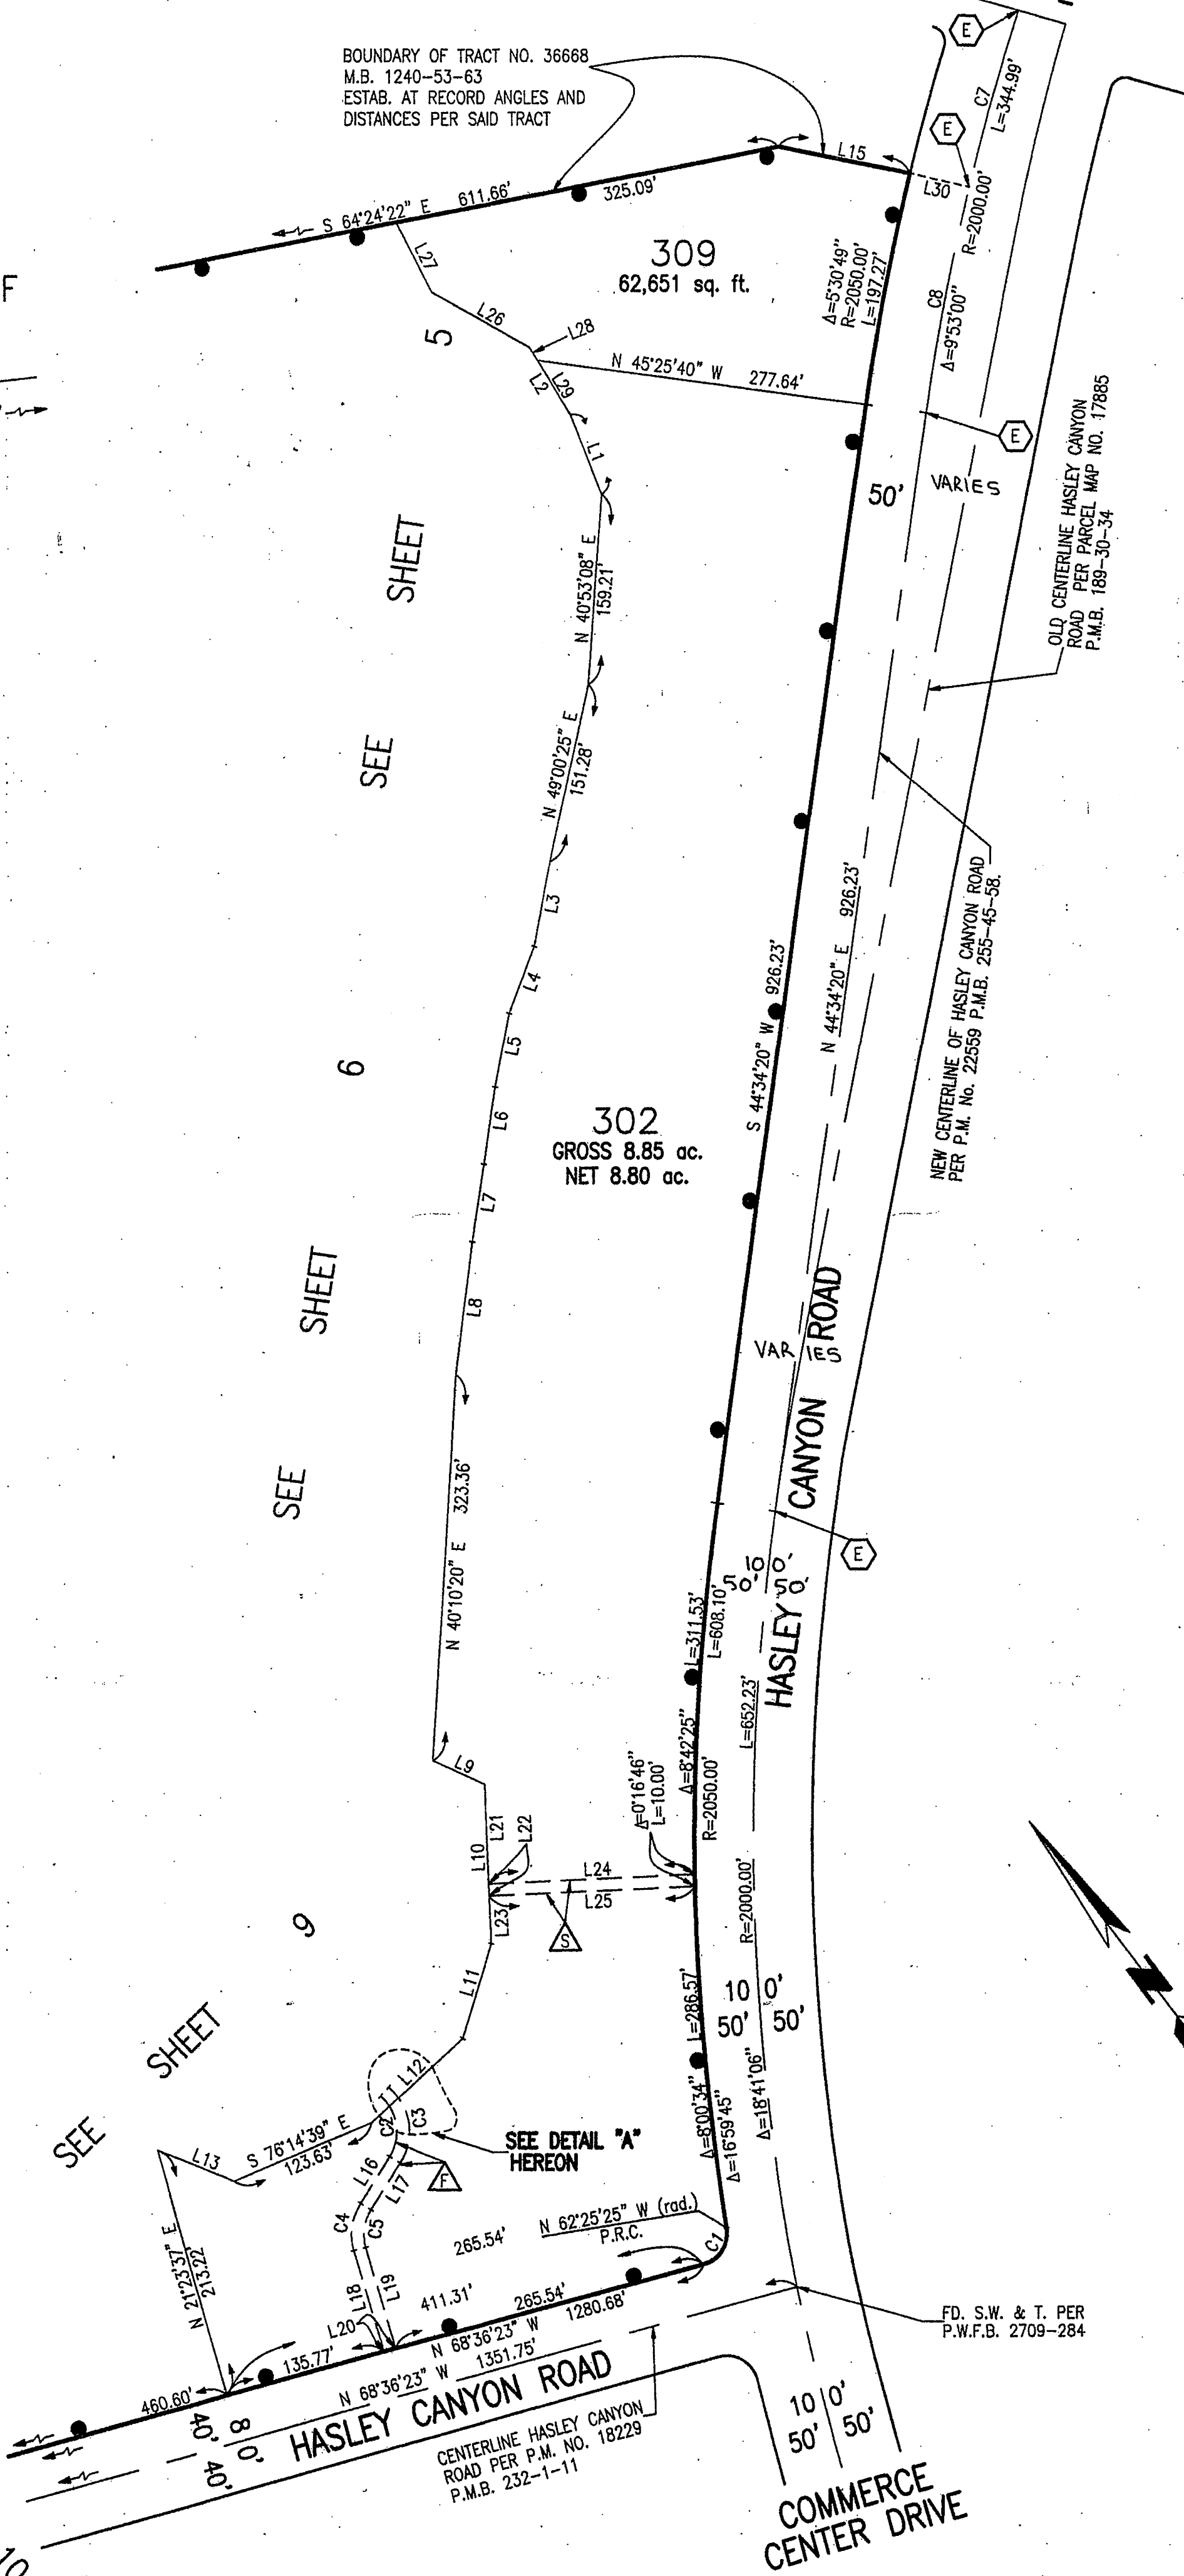 E
BOUNDARY OF TRACT NO. 36668
M.B. 1240-53-63
ESTAB. AT RECORD ANGLES AND
DISTANCES PER SAID TRACT
C7
L=344.99'
E
L15
L30
R=2000.00'
611.66'
325.09'
S 64°24'22" E
L27
309
62,651 sq. ft.
Δ=5°30'49"
R=2050.00'
L=197.27'
C8
Δ=9°53'00"
F
L26
L28
5
N 45°25'40" W 277.64'
L2
L29
E
L1
50'
VARIES
OLD CENTERLINE HASLEY CANYON
ROAD PER PARCEL MAP NO. 17885
P.M.B. 189-30-34
SEE SHEET
N 40°53'08" E
159.21'
N 49°00'25" E
151.28'
L3
L4
L5
L6
L7
L8
6
S 44°34'20" W 926.23'
N 44°34'20" E 926.23'
NEW CENTERLINE OF HASLEY CANYON ROAD
PER P.M. No. 22559 P.M.B. 255-45-58.
302
GROSS 8.85 ac.
NET 8.80 ac.
SEE SHEET
VARIES
HASLEY CANYON ROAD
N 40°10'20" E 323.36'
E
100'
50' 50'
L=311.53'
L=608.10'
L=652.23'
Δ=8°42'25"
R=2050.00'
Δ=0°16'46"
L=10.00'
L9
L21
L22
L10
L24
L25
L23
S
R=2000.00'
9
L11
L=286.57'
100'
50' 50'
SEE SHEET
L12
C2
C3
Δ=8°00'34"
Δ=16°59'45"
Δ=18°41'06"
SEE DETAIL "A"
HEREON
L13
S 76°14'39" E
123.63'
L16
L17
F
C4
C5
N 62°25'25" W (rad.)
P.R.C.
C1
265.54'
N 21°23'37" E
213.22'
L18
L19
L20
411.31'
265.54'
1280.68'
N 68°36'23" W
135.77'
N 68°36'23" W 1351.75'
460.60'
FD. S.W. & T. PER
P.W.F.B. 2709-284
80'
40'
40'
HASLEY CANYON ROAD
CENTERLINE HASLEY CANYON
ROAD PER P.M. NO. 18229
P.M.B. 232-1-11
100'
50' 50'
COMMERCE
CENTER DRIVE
10
N